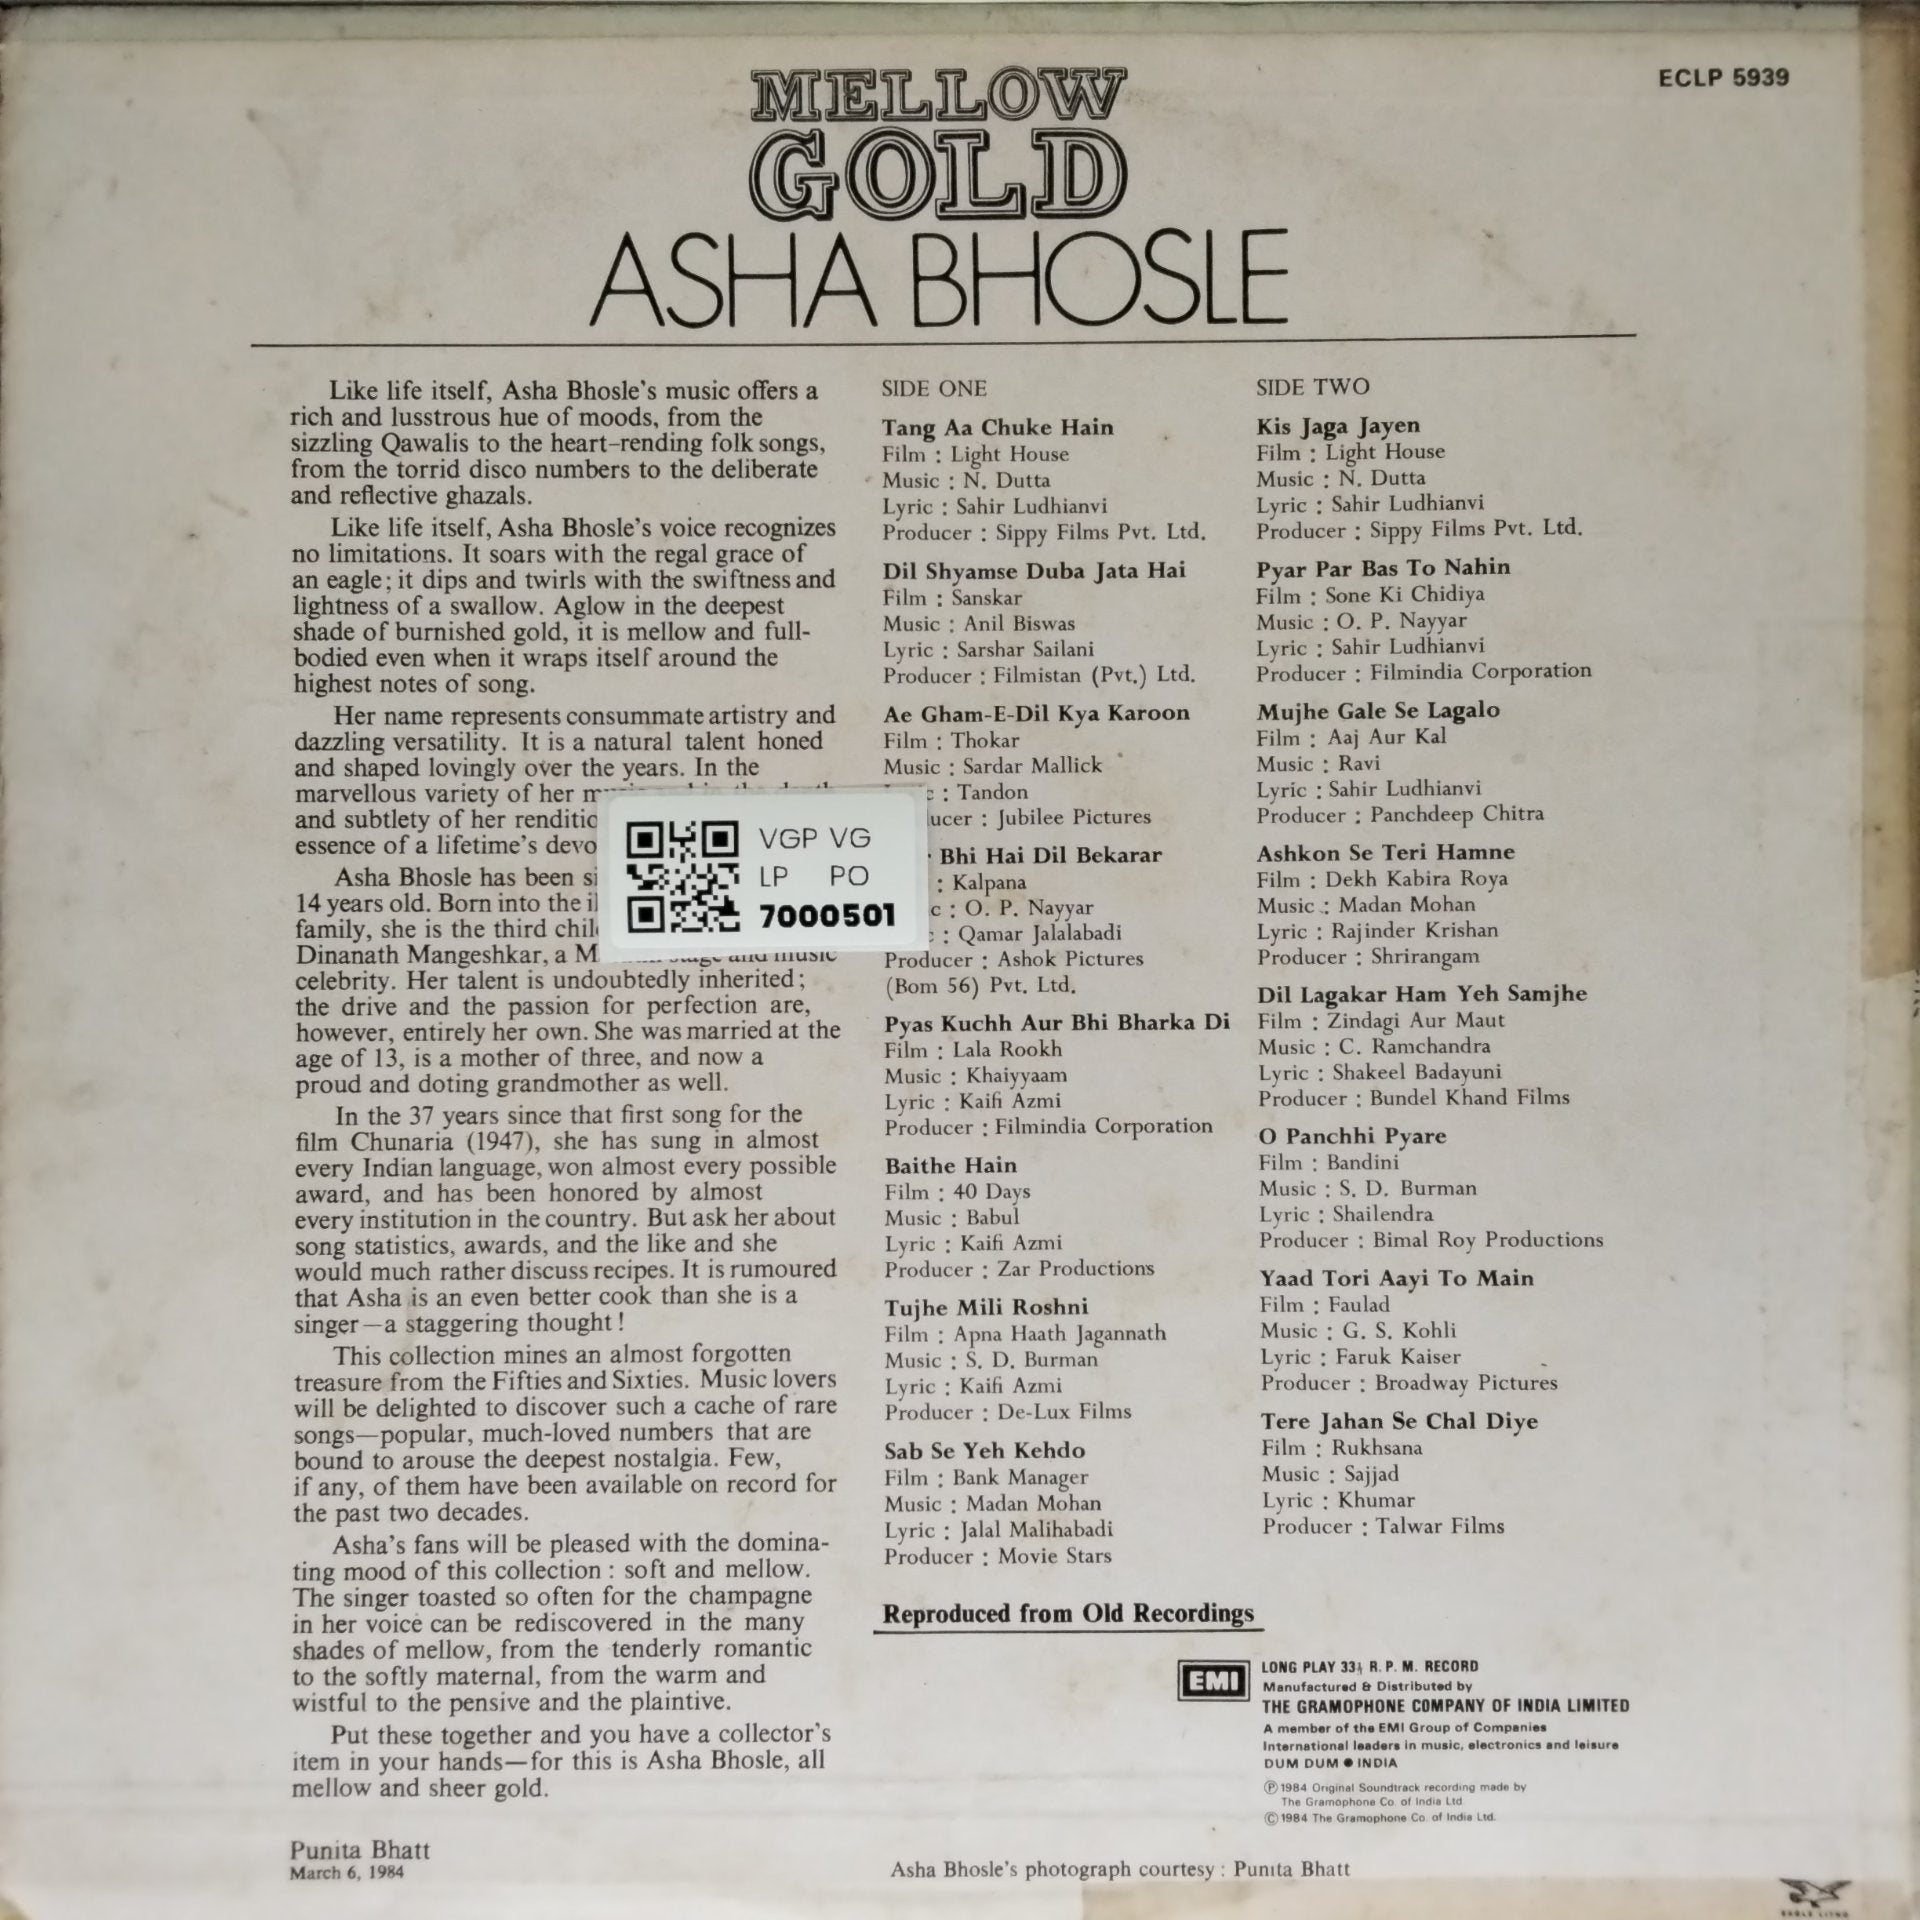 ECLP 5939
MELLOW
GOLD
ASHA BHOSLE
Like life itself, Asha Bhosle's music offers a
rich and lusstrous hue of moods, from the
sizzling Qawalis to the heart-rending folk songs,
from the torrid disco numbers to the deliberate
and reflective ghazals.
Like life itself, Asha Bhosle's voice recognizes
no limitations. It soars with the regal grace of
an eagle; it dips and twirls with the swiftness and
lightness of a swallow. Aglow in the deepest
shade of burnished gold, it is mellow and full-
bodied even when it wraps itself around the
highest notes of song.
Her name represents consummate artistry and
dazzling versatility. It is a natural talent honed
and shaped lovingly over the years. In the
marvellous variety of her
and subtlety of her
essence of a lifetime's
Asha Bhosle has been
14 years old. Born into the
family, she is the third
Dinanath Mangeshkar, a stage and music
celebrity. Her talent is undoubtedly inherited;
the drive and the passion for perfection are,
however, entirely her own. She was married at the
age of 13, is a mother of three, and now a
proud and doting grandmother as well.
In the 37 years since that first song for the
film Chunaria (1947), she has sung in almost
every Indian language, won almost every possible
award, and has been honored by almost
every institution in the country. But ask her about
song statistics, awards, and the like and she
would much rather discuss recipes. It is rumoured
that Asha is an even better cook than she is a
singer—a staggering thought!
This collection mines an almost forgotten
treasure from the Fifties and Sixties. Music lovers
will be delighted to discover such a cache of rare
songs—popular, much-loved numbers that are
bound to arouse the deepest nostalgia. Few,
if any, of them have been available on record for
the past two decades.
Asha's fans will be pleased with the domina-
ting mood of this collection : soft and mellow.
The singer toasted so often for the champagne
in her voice can be rediscovered in the many
shades of mellow, from the tenderly romantic
to the softly maternal, from the warm and
wistful to the pensive and the plaintive.
Put these together and you have a collector's
item in your hands—for this is Asha Bhosle, all
mellow and sheer gold.
Punita Bhatt
March 6, 1984
VGP VG
LP PO
7000501
SIDE ONE
Tang Aa Chuke Hain
Film : Light House
Music : N. Dutta
Lyric : Sahir Ludhianvi
Producer : Sippy Films Pvt. Ltd.
Dil Shyamse Duba Jata Hai
Film : Sanskar
Music : Anil Biswas
Lyric : Sarshar Sailani
Producer : Filmistan (Pvt.) Ltd.
Ae Gham-E-Dil Kya Karoon
Film : Thokar
Music : Sardar Mallick
: Tandon
: Jubilee Pictures
Bhi Hai Dil Bekarar
: Kalpana
: O. P. Nayyar
: Qamar Jalalabadi
Producer : Ashok Pictures
(Bom 56) Pvt. Ltd.
Pyas Kuchh Aur Bhi Bharka Di
Film : Lala Rookh
Music : Khaiyyaam
Lyric : Kaifi Azmi
Producer : Filmindia Corporation
Baithe Hain
Film : 40 Days
Music : Babul
Lyric : Kaifi Azmi
Producer : Zar Productions
Tujhe Mili Roshni
Film : Apna Haath Jagannath
Music : S. D. Burman
Lyric : Kaifi Azmi
Producer : De-Lux Films
Sab Se Yeh Kehdo
Film : Bank Manager
Music : Madan Mohan
Lyric : Jalal Malihabadi
Producer : Movie Stars
SIDE TWO
Kis Jaga Jayen
Film : Light House
Music : N. Dutta
Lyric : Sahir Ludhianvi
Producer : Sippy Films Pvt. Ltd.
Pyar Par Bas To Nahin
Film : Sone Ki Chidiya
Music : O. P. Nayyar
Lyric : Sahir Ludhianvi
Producer : Filmindia Corporation
Mujhe Gale Se Lagalo
Film : Aaj Aur Kal
Music : Ravi
Lyric : Sahir Ludhianvi
Producer : Panchdeep Chitra
Ashkon Se Teri Hamne
Film : Dekh Kabira Roya
Music : Madan Mohan
Lyric : Rajinder Krishan
Producer : Shrirangam
Dil Lagakar Ham Yeh Samjhe
Film : Zindagi Aur Maut
Music : C. Ramchandra
Lyric : Shakeel Badayuni
Producer : Bundel Khand Films
O Panchhi Pyare
Film : Bandini
Music : S. D. Burman
Lyric : Shailendra
Producer : Bimal Roy Productions
Yaad Tori Aayi To Main
Film : Faulad
Music : G. S. Kohli
Lyric : Faruk Kaiser
Producer : Broadway Pictures
Tere Jahan Se Chal Diye
Film : Rukhsana
Music : Sajjad
Lyric : Khumar
Producer : Talwar Films
Reproduced from Old Recordings
EMI
LONG PLAY 33⅓ R. P. M. RECORD
Manufactured & Distributed by
THE GRAMOPHONE COMPANY OF INDIA LIMITED
A member of the EMI Group of Companies
International leaders in music, electronics and leisure
DUM DUM ● INDIA
Ⓟ 1984 Original Soundtrack recording made by
The Gramophone Co. of India Ltd.
© 1984 The Gramophone Co. of India Ltd.
Asha Bhosle's photograph courtesy : Punita Bhatt